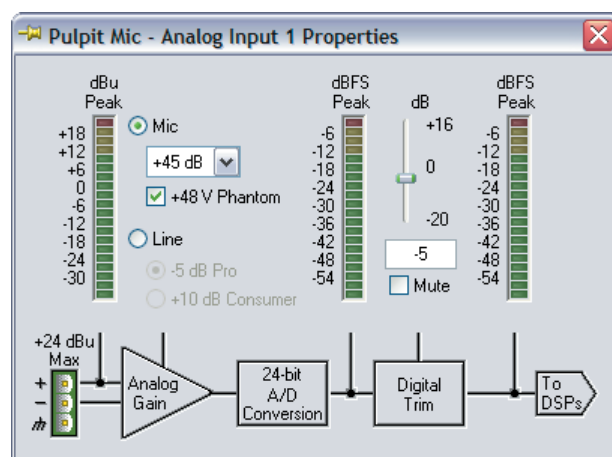 Pulpit Mic - Analog Input 1 Properties
dBu
Peak
+18
+12
+6
0
-6
-12
-18
-24
-30
Mic
+45 dB
+48 V Phantom
Line
-5 dB Pro
+10 dB Consumer
dBFS
Peak
-6
-12
-18
-24
-30
-36
-42
-48
-54
dB
+16
0
-20
-5
Mute
dBFS
Peak
-6
-12
-18
-24
-30
-36
-42
-48
-54
+24 dBu
Max
+
−
Analog
Gain
24-bit
A/D
Conversion
Digital
Trim
To
DSPs